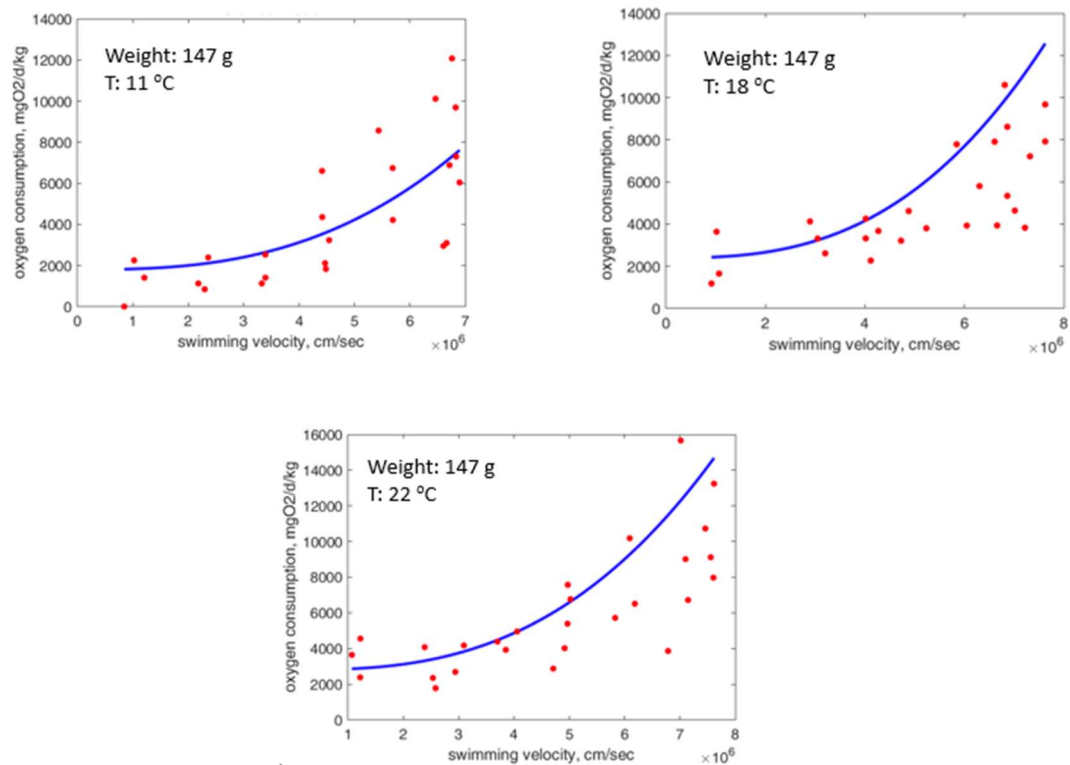 14000
12000
10000
8000
6000
4000
2000
0
oxygen consumption, mgO2/d/kg
Weight: 147 g
T: 11 °C
0 1 2 3 4 5 6 7
swimming velocity, cm/sec
×10⁶
14000
12000
10000
8000
6000
4000
2000
0
oxygen consumption, mgO2/d/kg
Weight: 147 g
T: 18 °C
0 2 4 6 8
swimming velocity, cm/sec
×10⁶
16000
14000
12000
10000
8000
6000
4000
2000
0
oxygen consumption, mgO2/d/kg
Weight: 147 g
T: 22 °C
1 2 3 4 5 6 7 8
swimming velocity, cm/sec
×10⁶